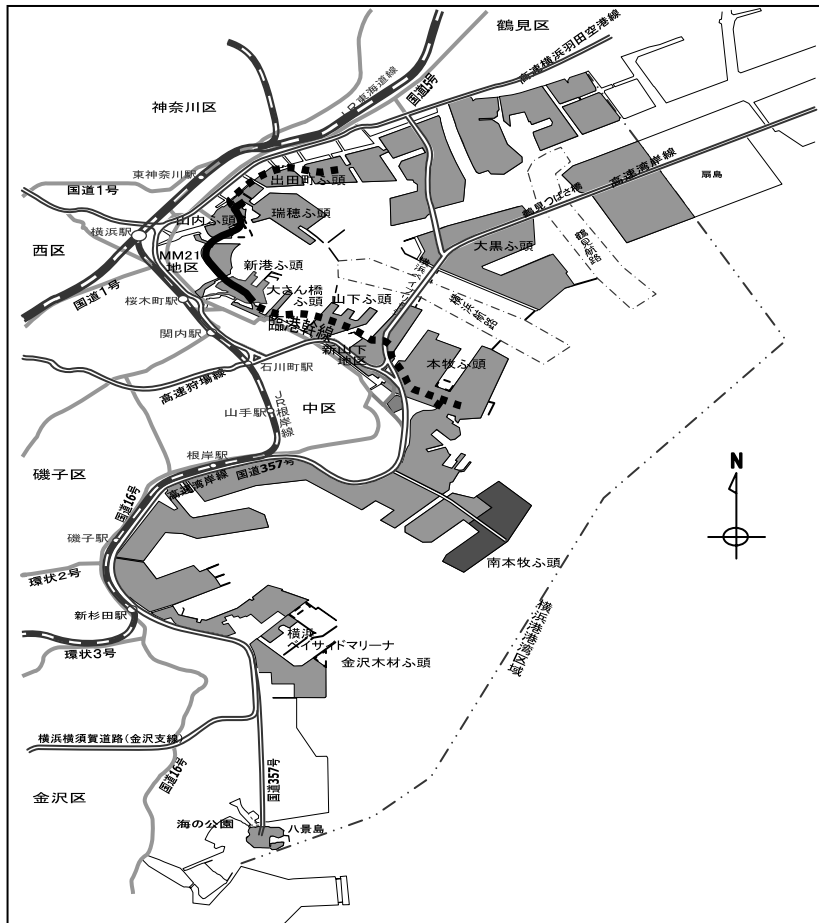 鶴見区
高速横浜羽田空港線
国道15号
JR東海道線
神奈川区
東神奈川駅
国道1号
出田町ふ頭
高速湾岸線
扇島
鶴見つばさ橋
山内ふ頭
瑞穂ふ頭
横浜駅
大黒ふ頭
鶴見航路
西区
MM21
地区
新港ふ頭
国道1号
大さん橋
ふ頭
山下ふ頭
横浜航路
桜木町駅
臨港幹線
関内駅
新山下
地区
本牧ふ頭
石川町駅
高速狩場線
山手駅
JR根岸線
中区
根岸駅
磯子区
高速湾岸線 国道357号
国道16号
N
磯子駅
南本牧ふ頭
環状2号
横浜港港湾区域
新杉田駅
横浜
ベイサイドマリーナ
環状3号
金沢木材ふ頭
横浜横須賀道路(金沢支線)
国道16号
国道357号
金沢区
海の公園
八景島